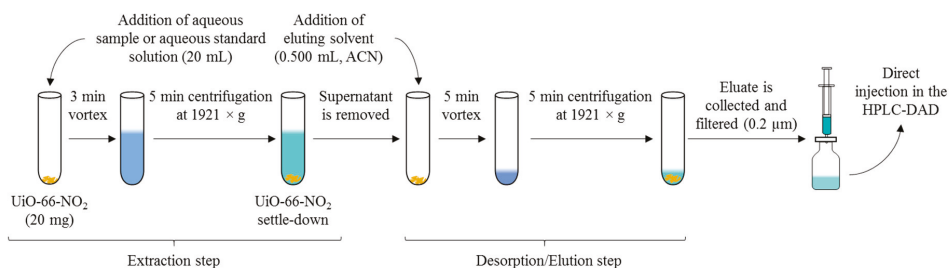 Addition of aqueous
sample or aqueous standard
solution (20 mL)
Addition of
eluting solvent
(0.500 mL, ACN)
3 min
vortex
5 min centrifugation
at 1921 × g
Supernatant
is removed
5 min
vortex
5 min centrifugation
at 1921 × g
Eluate is
collected and
filtered (0.2 µm)
Direct
injection in the
HPLC-DAD
UiO-66-NO₂
(20 mg)
UiO-66-NO₂
settle-down
Extraction step
Desorption/Elution step